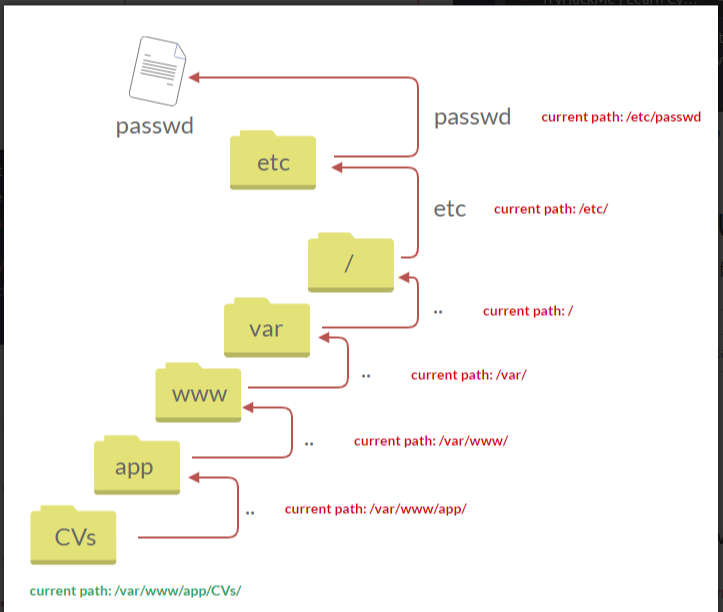 passwd
passwd current path: /etc/passwd
etc
etc current path: /etc/
/
.. current path: /
var
.. current path: /var/
www
.. current path: /var/www/
app
.. current path: /var/www/app/
CVs
current path: /var/www/app/CVs/